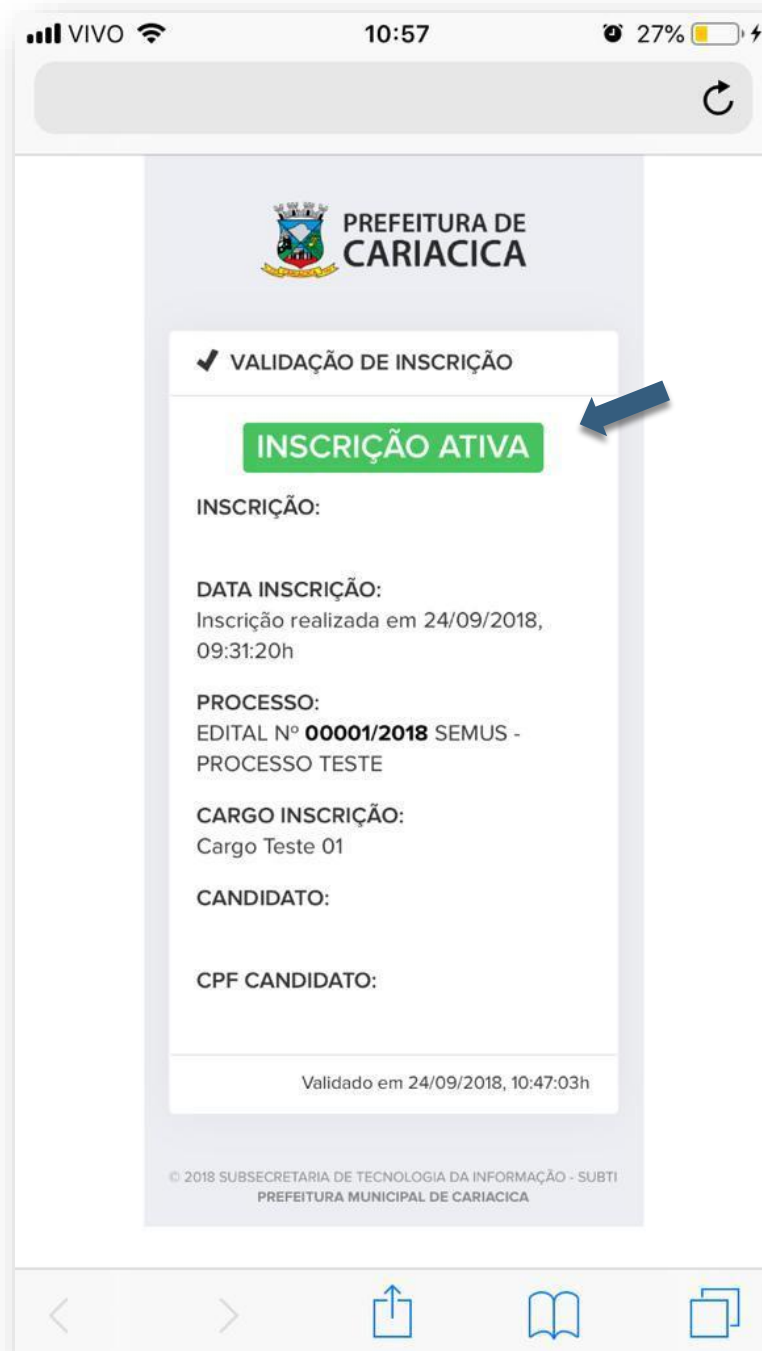 VIVO 10:57 27%
PREFEITURA DE
CARIACICA
VALIDAÇÃO DE INSCRIÇÃO
INSCRIÇÃO ATIVA
INSCRIÇÃO:
DATA INSCRIÇÃO:
Inscrição realizada em 24/09/2018,
09:31:20h
PROCESSO:
EDITAL Nº 00001/2018 SEMUS -
PROCESSO TESTE
CARGO INSCRIÇÃO:
Cargo Teste 01
CANDIDATO:
CPF CANDIDATO:
Validado em 24/09/2018, 10:47:03h
© 2018 SUBSECRETARIA DE TECNOLOGIA DA INFORMAÇÃO - SUBTI
PREFEITURA MUNICIPAL DE CARIACICA